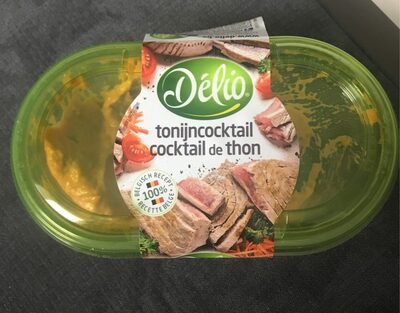 Délio
tonijncocktail
cocktail de thon
BELGISCH RECEPT
100%
RECETTE BELGE